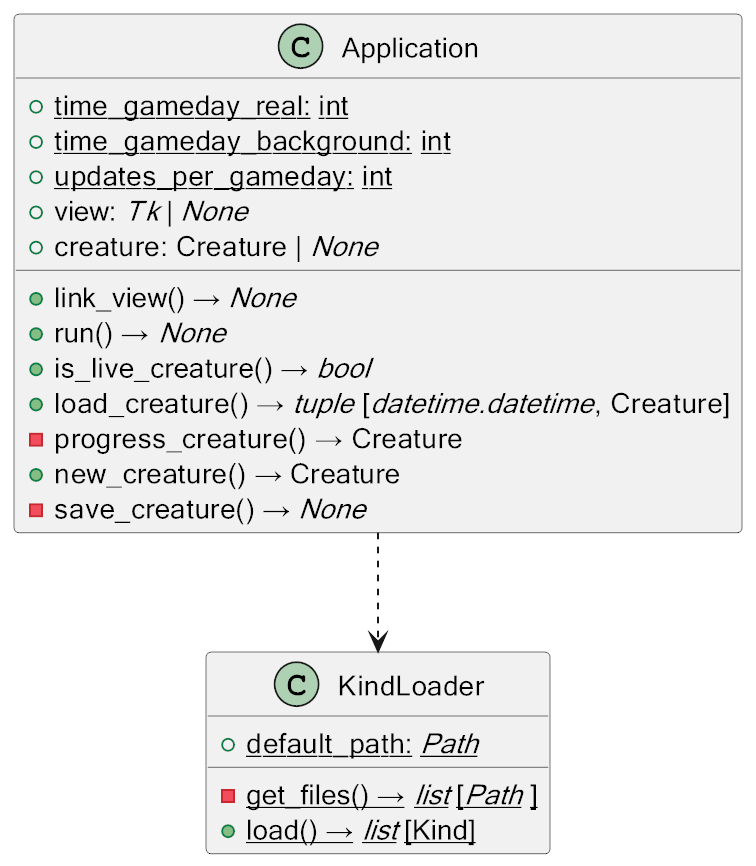 C Application
time_gameday_real: int
time_gameday_background: int
updates_per_gameday: int
view: Tk | None
creature: Creature | None
link_view() → None
run() → None
is_live_creature() → bool
load_creature() → tuple [datetime.datetime, Creature]
progress_creature() → Creature
new_creature() → Creature
save_creature() → None
C KindLoader
default_path: Path
get_files() → list [Path ]
load() → list [Kind]